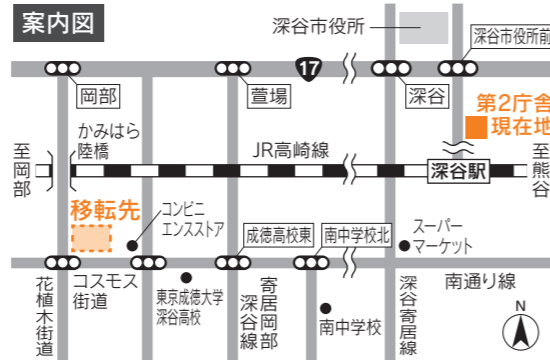 案内図
深谷市役所
深谷市役所前
17
岡部
萱場
深谷
第2庁舎
現在地
かみはら
陸橋
JR高崎線
至岡部
深谷駅
至熊谷
移転先
コンビニ
エンスストア
成徳高校東
南中学校北
スーパー
マーケット
花植木街道
コスモス
街道
東京成徳大学
深谷高校
寄居岡部
深谷線
南中学校
深谷寄居線
南通り線
N